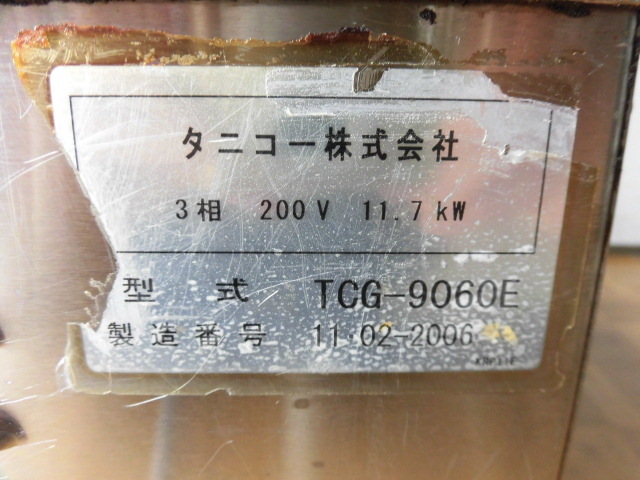 タニコー株式会社
3相 200V 11.7kW
型式 TCG-9060E
製造番号 11・02-2006